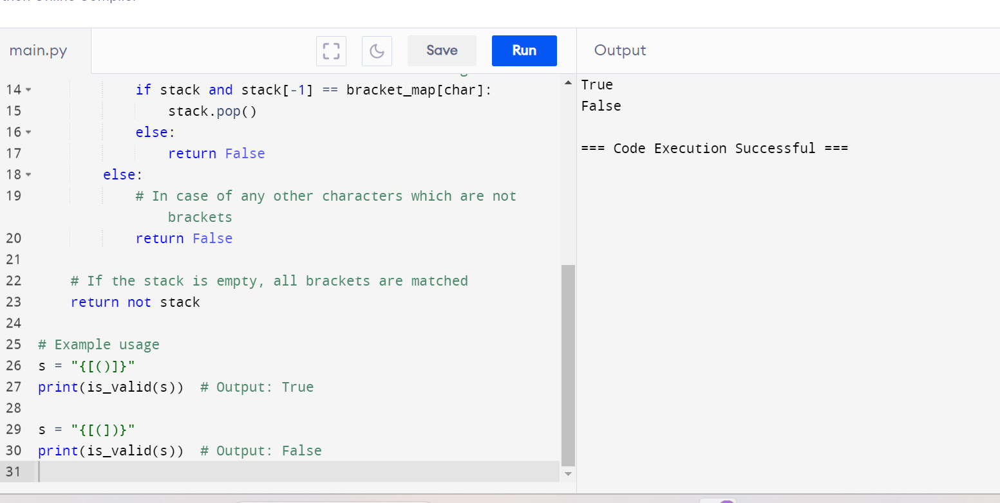 main.py
Save
Run
Output
14 if stack and stack[-1] == bracket_map[char]:
15 stack.pop()
16 else:
17 return False
18 else:
19 # In case of any other characters which are not
brackets
20 return False
21
22 # If the stack is empty, all brackets are matched
23 return not stack
24
25 # Example usage
26 s = "{[()]}"
27 print(is_valid(s)) # Output: True
28
29 s = "{[(])}"
30 print(is_valid(s)) # Output: False
31
True
False
=== Code Execution Successful ===